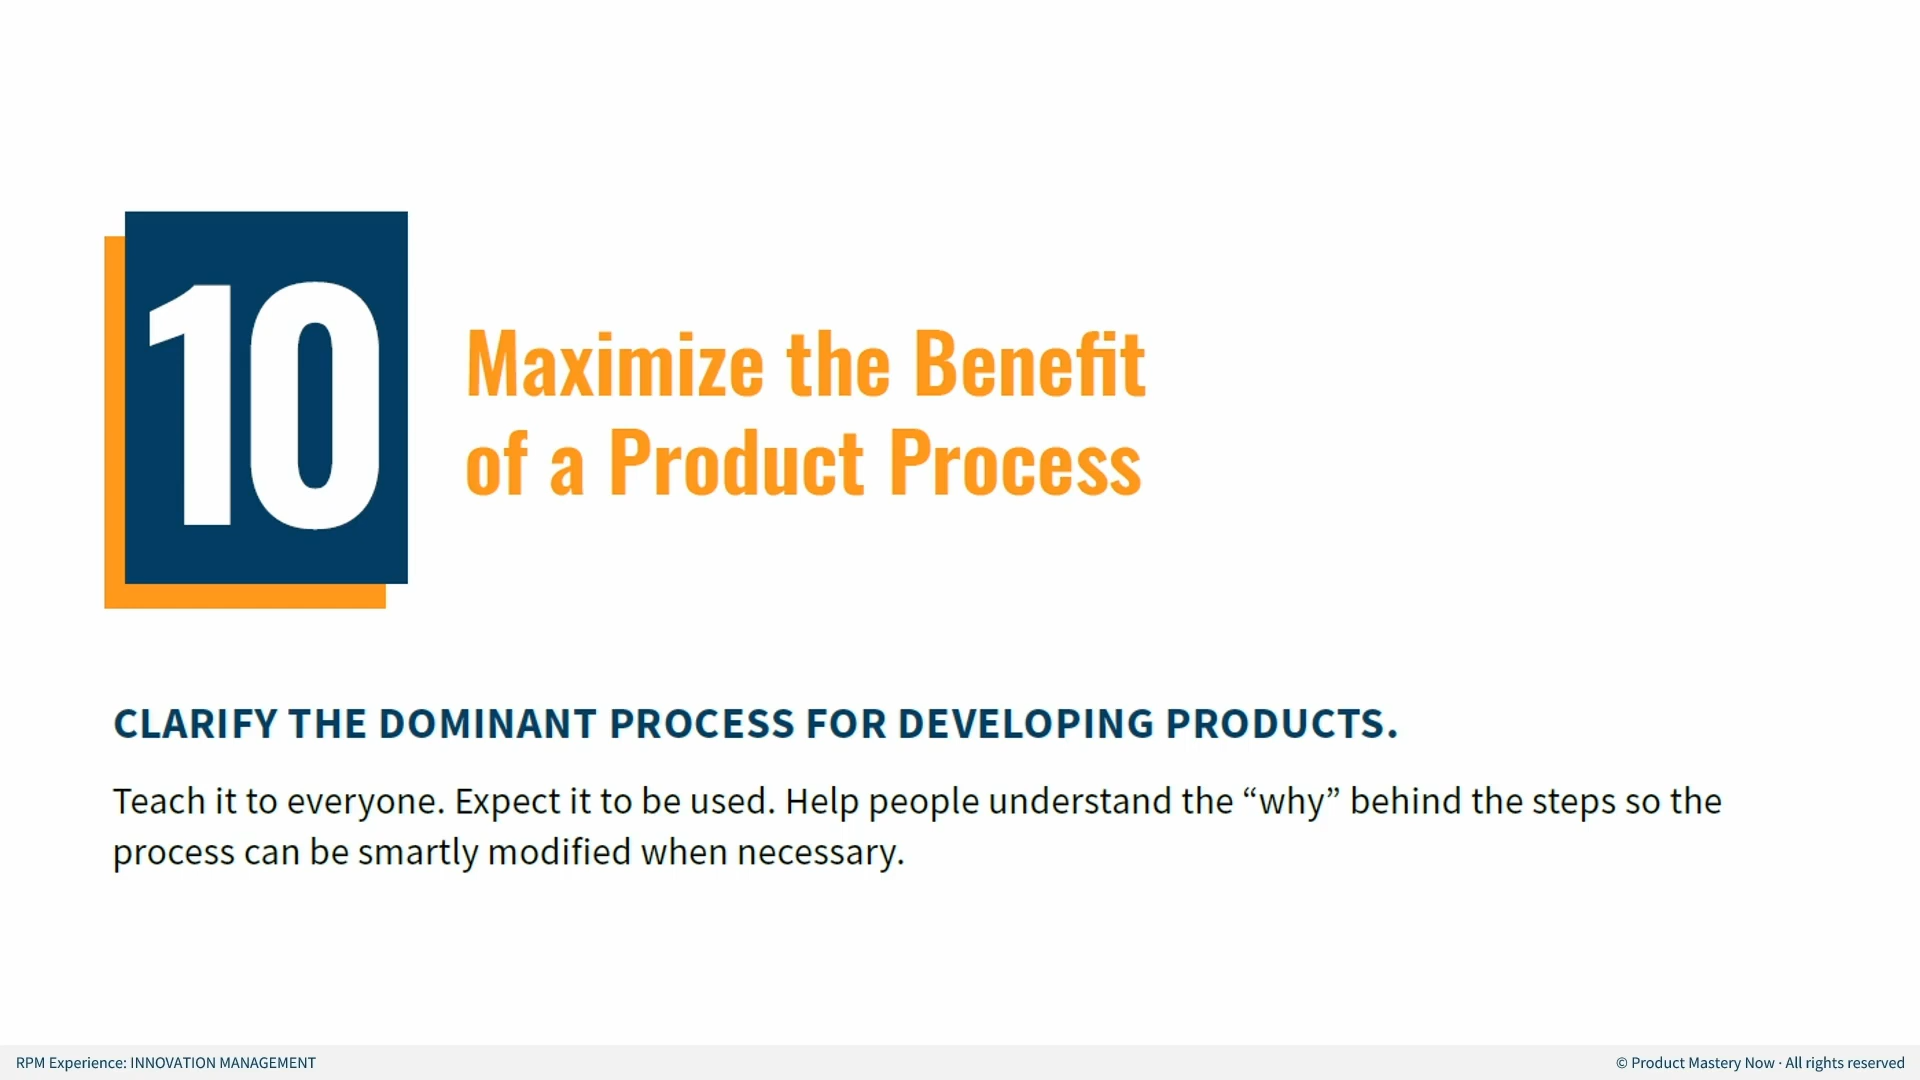 10
Maximize the Benefit
of a Product Process
CLARIFY THE DOMINANT PROCESS FOR DEVELOPING PRODUCTS.
Teach it to everyone. Expect it to be used. Help people understand the “why” behind the steps so the
process can be smartly modified when necessary.
RPM Experience: INNOVATION MANAGEMENT
© Product Mastery Now · All rights reserved